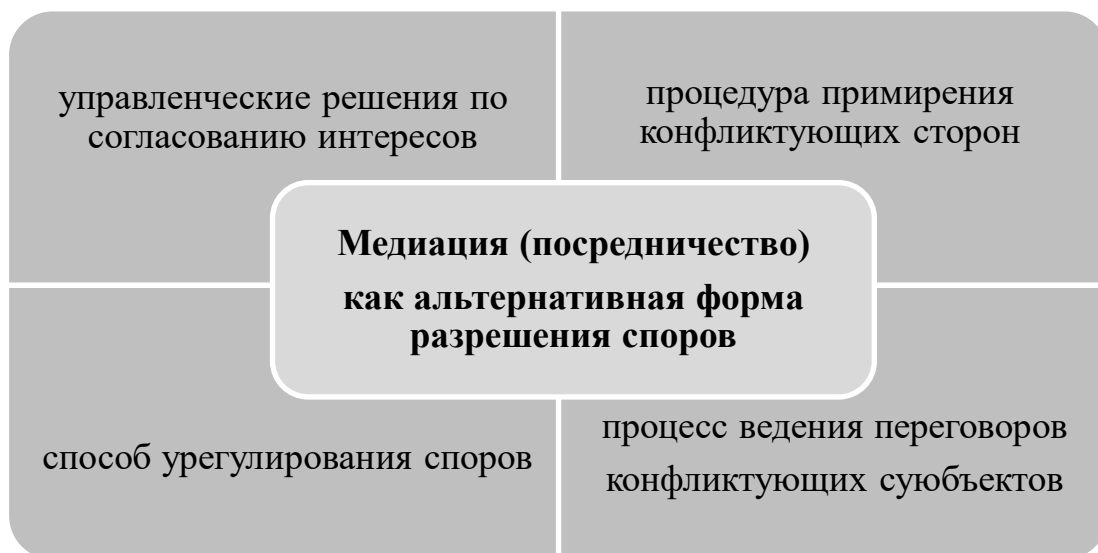 управленческие решения по
согласованию интересов
процедура примирения
конфликтующих сторон
Медиация (посредничество)
как альтернативная форма
разрешения споров
способ урегулирования споров
процесс ведения переговоров
конфликтующих суюбъектов